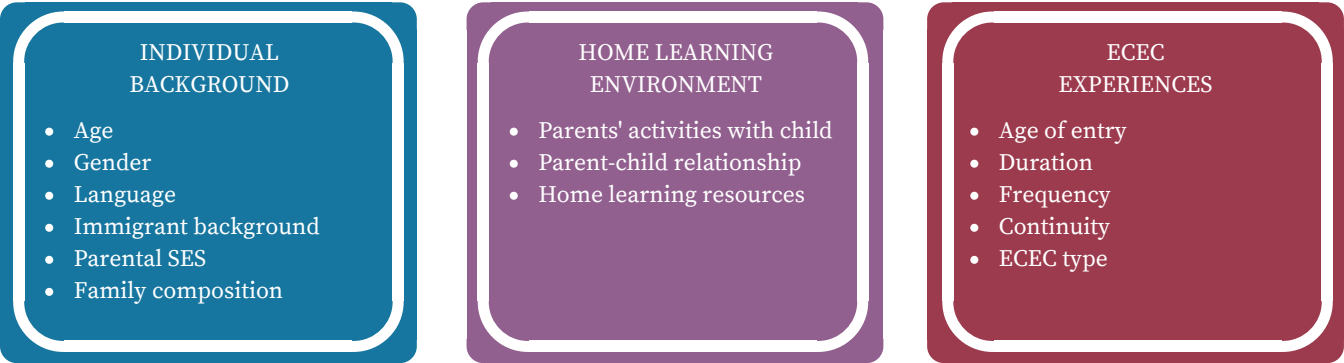 INDIVIDUAL
BACKGROUND
• Age
• Gender
• Language
• Immigrant background
• Parental SES
• Family composition
HOME LEARNING
ENVIRONMENT
• Parents' activities with child
• Parent-child relationship
• Home learning resources
ECEC
EXPERIENCES
• Age of entry
• Duration
• Frequency
• Continuity
• ECEC type